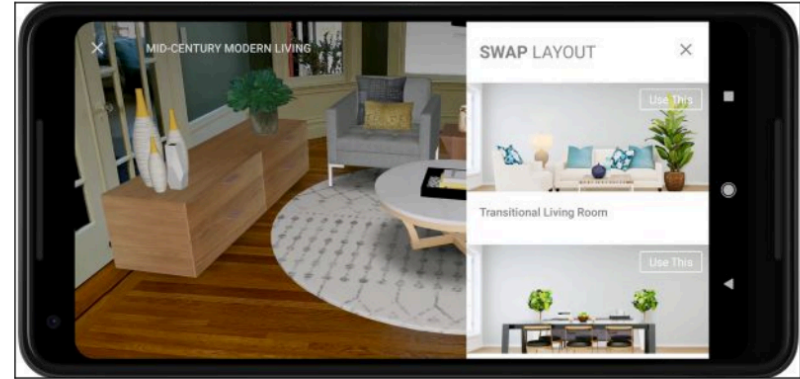 MID-CENTURY MODERN LIVING
SWAP LAYOUT
Use This
Transitional Living Room
Use This